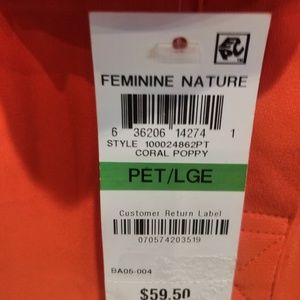 FEMININE NATURE
6 36206 14274 1
STYLE 100024862PT
CORAL POPPY
PET/LGE
Customer Return Label
070574203519
BA05-004
$59.50